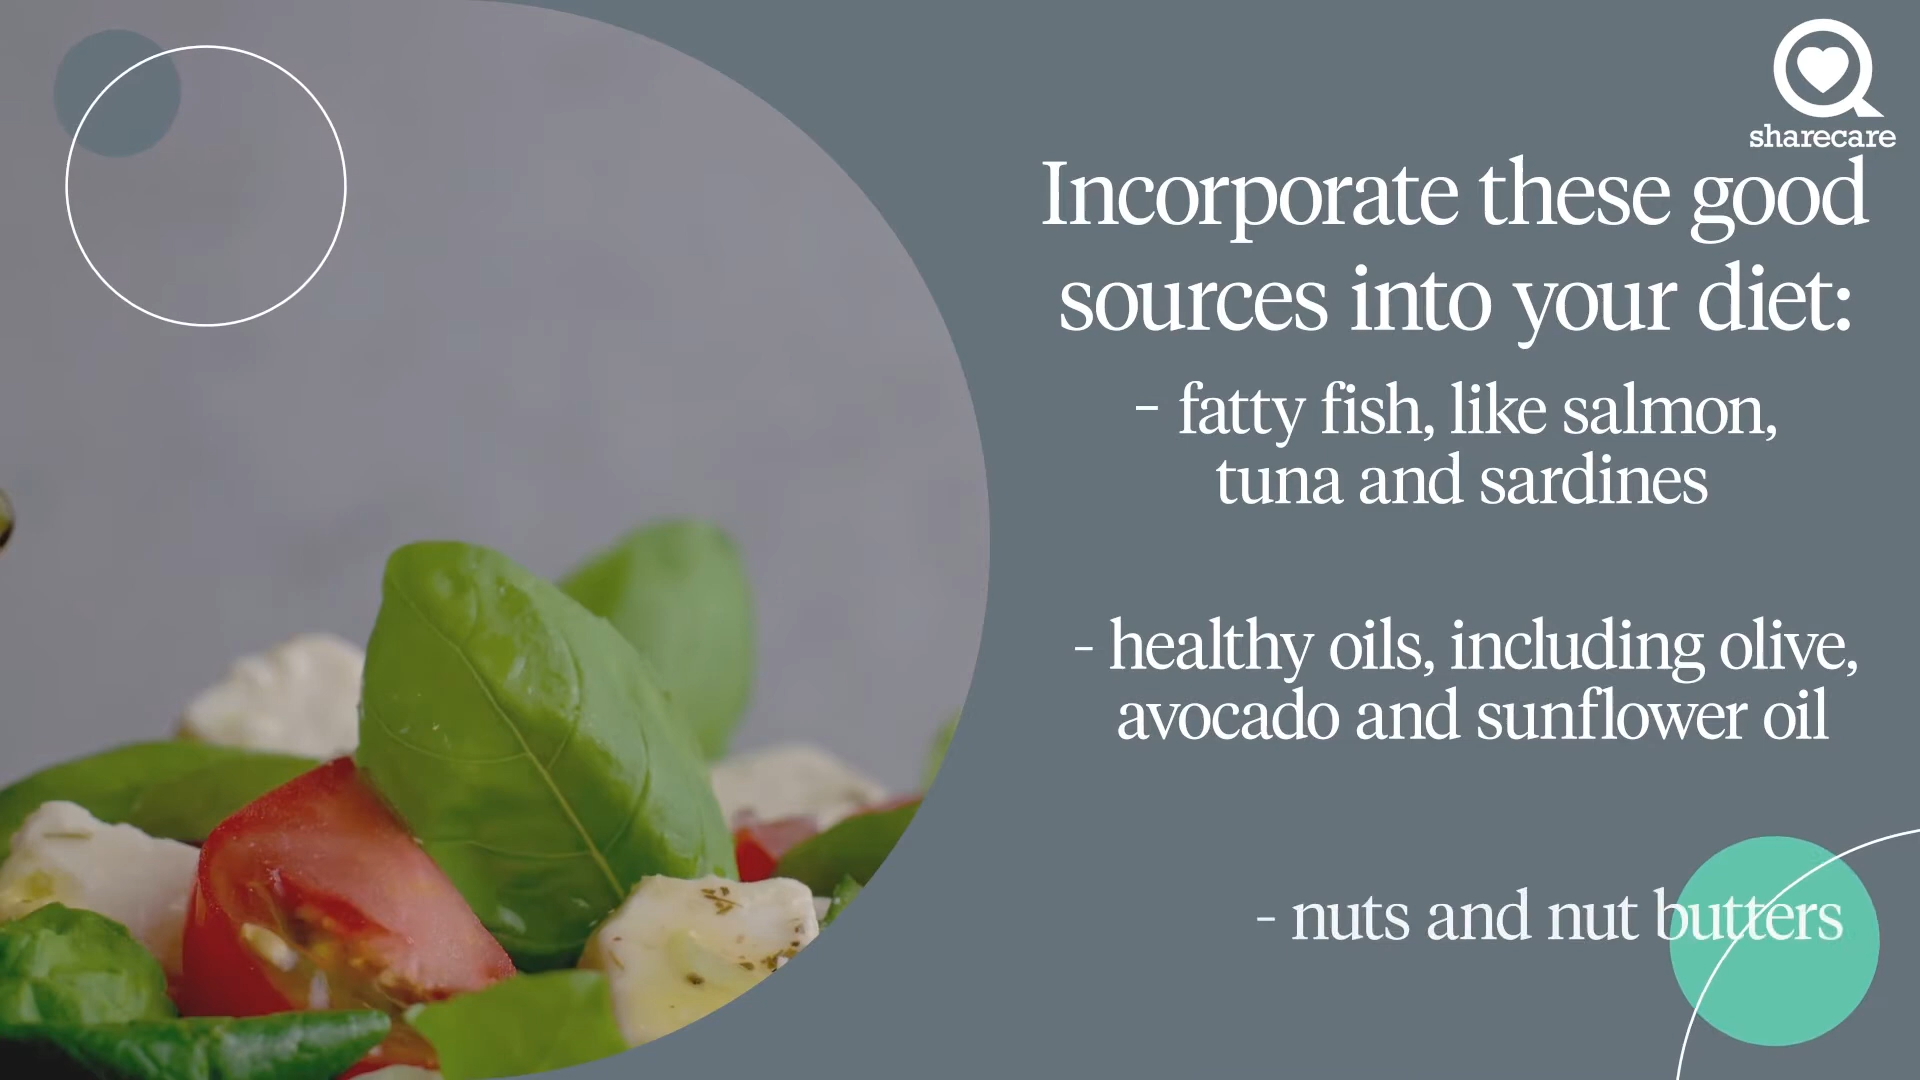 sharecare
Incorporate these good
sources into your diet:
- fatty fish, like salmon,
tuna and sardines
- healthy oils, including olive,
avocado and sunflower oil
- nuts and nut butters